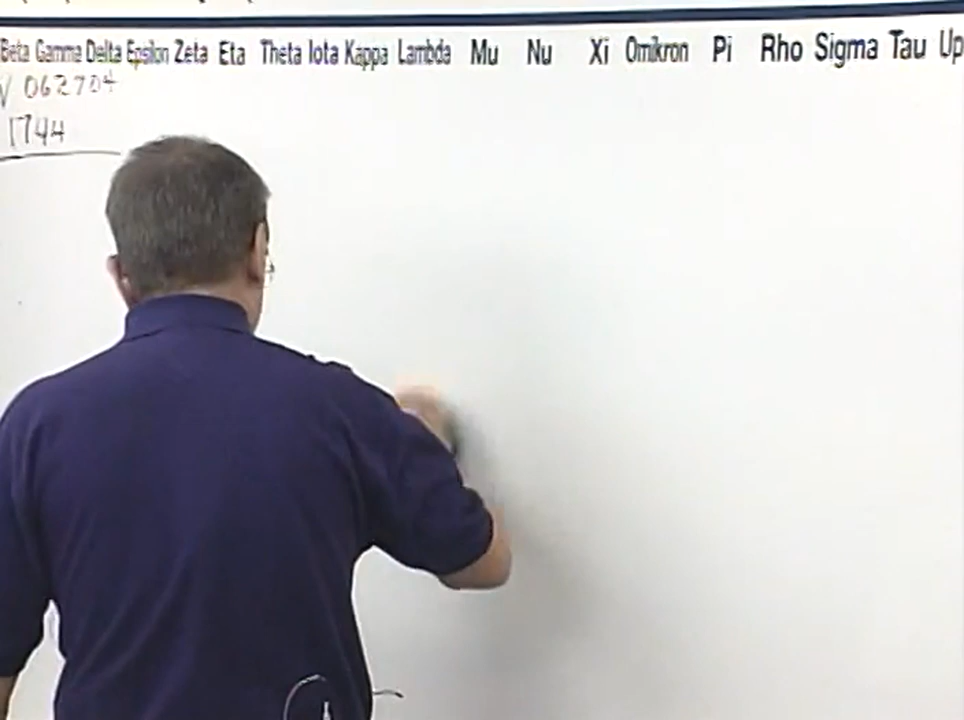 Beta Gamma Delta Epsilon Zeta Eta Theta Iota Kappa Lambda Mu Nu Xi Omikron Pi Rho Sigma Tau Up
V 062704
1744